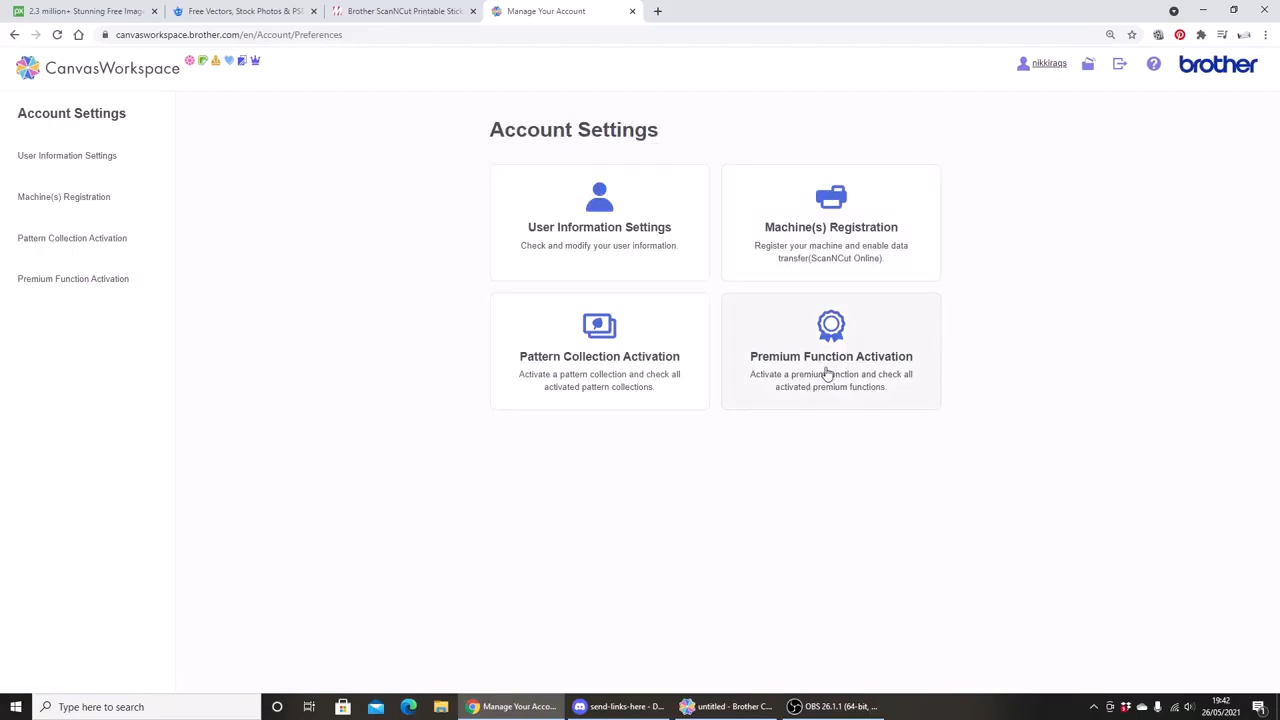 2.3 million+ Stunning Free Imag
Free Vectors, Stock Photos & PSD
Brother ScanNCut Printable Stick
Manage Your Account
canvasworkspace.brother.com/en/Account/Preferences
CanvasWorkspace
nikkiraqs
brother
Account Settings
User Information Settings
Machine(s) Registration
Pattern Collection Activation
Premium Function Activation
Account Settings
User Information Settings
Check and modify your user information.
Machine(s) Registration
Register your machine and enable data
transfer(ScanNCut Online).
Pattern Collection Activation
Activate a pattern collection and check all
activated pattern collections.
Premium Function Activation
Activate a premium function and check all
activated premium functions.
Type here to search
Manage Your Acco...
send-links-here - D...
untitled - Brother C...
OBS 26.1.1 (64-bit, ...
19:42
26/05/2021